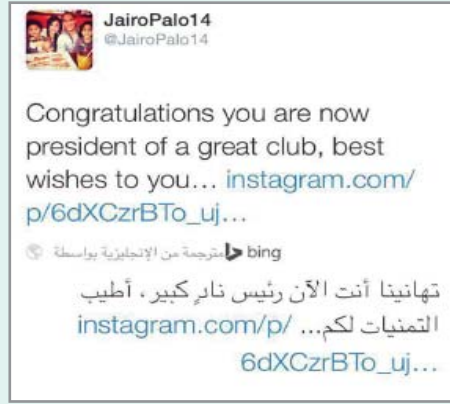 JairoPalo14
@JairoPalo14
Congratulations you are now
president of a great club, best
wishes to you... instagram.com/
p/6dXCzrBTo_uj...
مترجمة من الإنجليزية بواسطة bing
تهانينا أنت الآن رئيس نادٍ كبير، أطيب
التمنيات لكم... instagram.com/p/
6dXCzrBTo_uj...